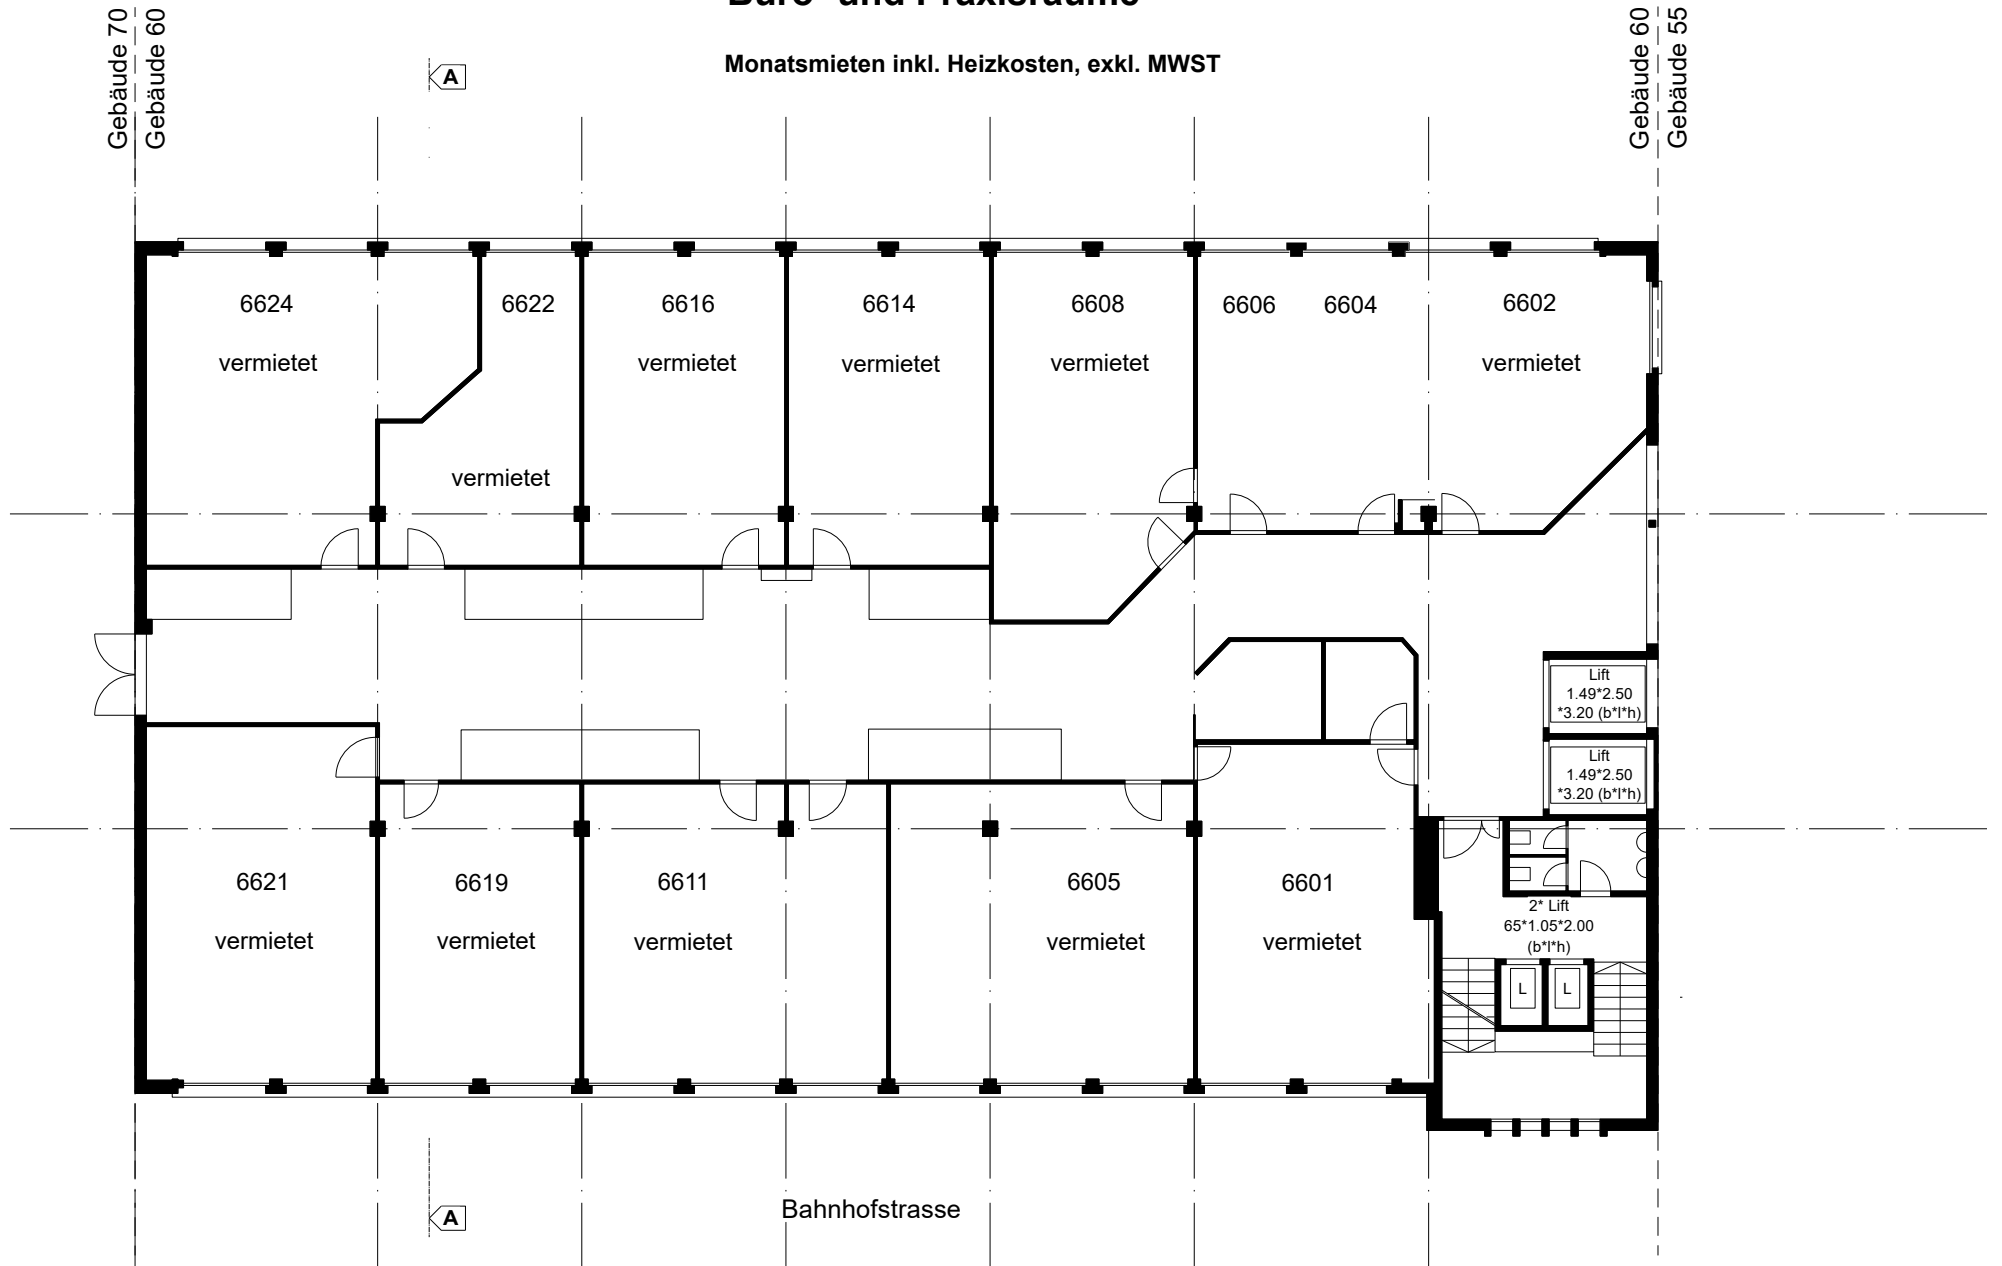 Büro- und Praxisräume
Monatsmieten inkl. Heizkosten, exkl. MWST
Gebäude 70
Gebäude 60
Gebäude 60
Gebäude 55
A
6624
vermietet
6622
vermietet
6616
vermietet
6614
vermietet
6608
vermietet
6606
6604
6602
vermietet
Lift
1.49*2.50
*3.20 (b*l*h)
Lift
1.49*2.50
*3.20 (b*l*h)
6621
vermietet
6619
vermietet
6611
vermietet
6605
vermietet
6601
vermietet
2* Lift
65*1.05*2.00
(b*l*h)
L
L
A
Bahnhofstrasse